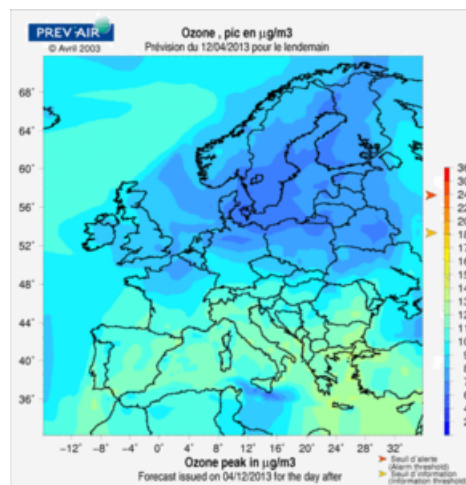 PREV'AIR
© Avril 2003
Ozone , pic en µg/m3
Prévision du 12/04/2013 pour le lendemain
68°
64°
60°
56°
52°
48°
44°
40°
36°
-12° -8° -4° 0° 4° 8° 12° 16° 20° 24° 28° 32°
Ozone peak in µg/m3
Forecast issued on 04/12/2013 for the day after
Seuil d'alerte
(Alarm threshold)
Seuil d'information
(Information threshold)